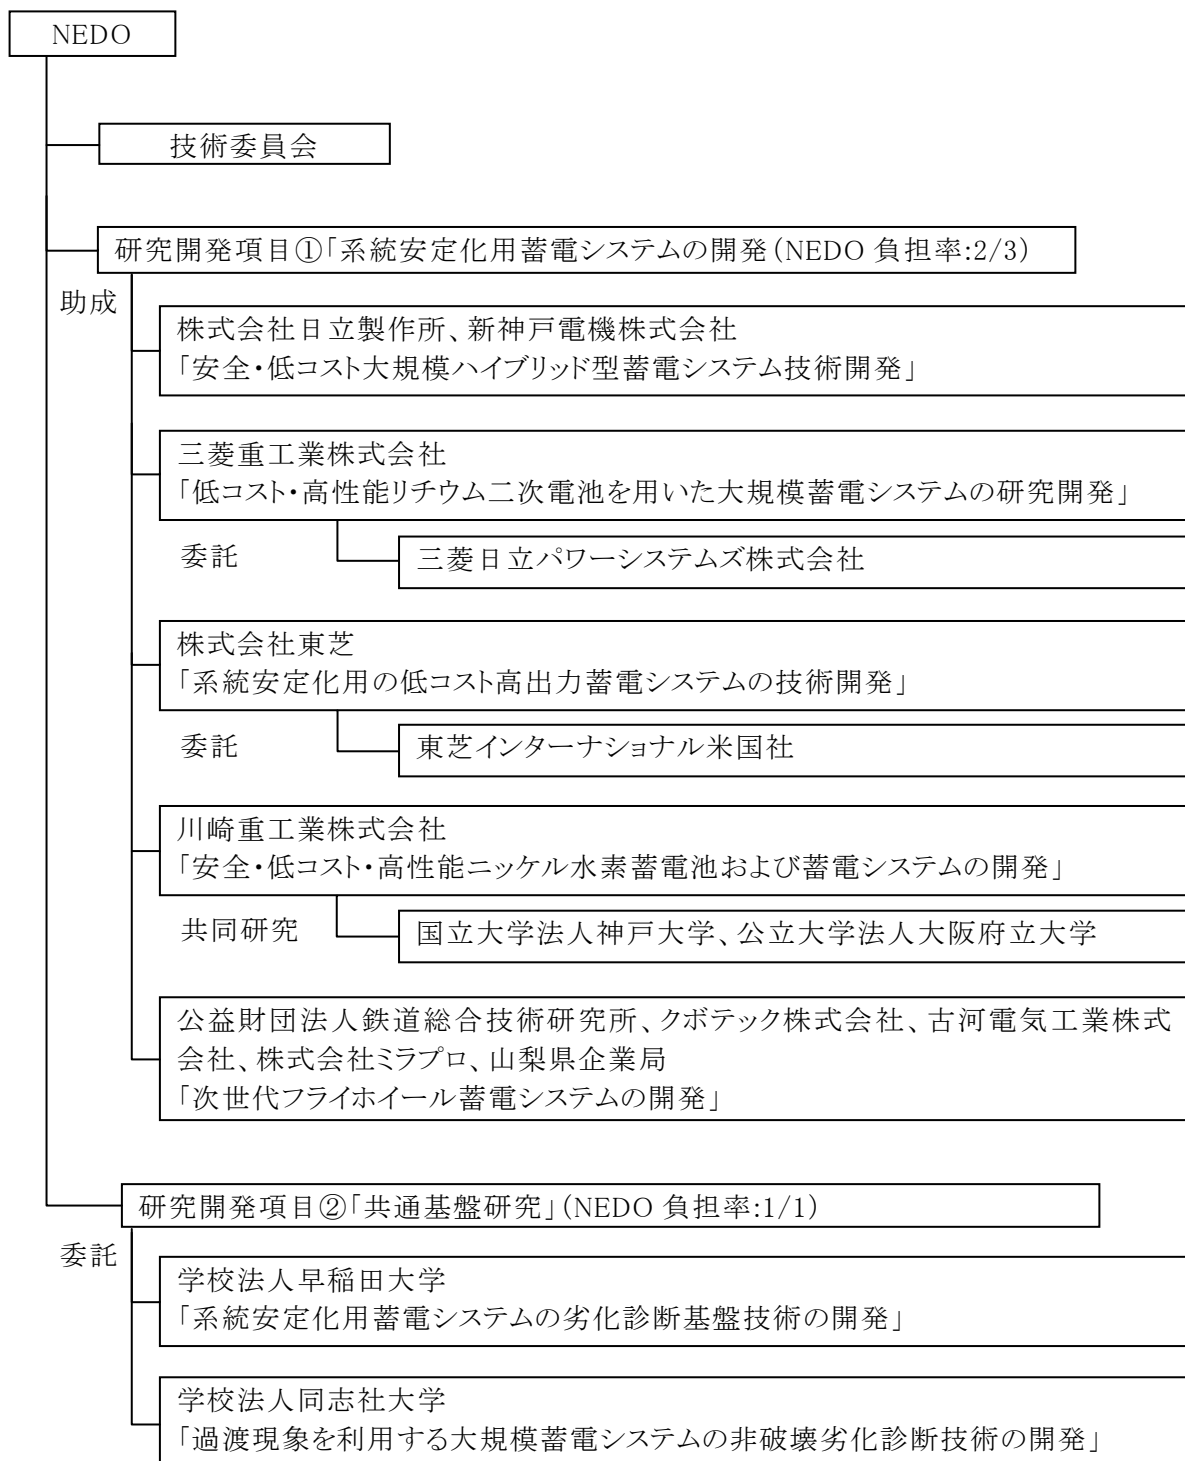 NEDO
技術委員会
研究開発項目①「系統安定化用蓄電システムの開発(NEDO 負担率:2/3)
助成
株式会社日立製作所、新神戸電機株式会社
「安全・低コスト大規模ハイブリッド型蓄電システム技術開発」
三菱重工業株式会社
「低コスト・高性能リチウム二次電池を用いた大規模蓄電システムの研究開発」
委託
三菱日立パワーシステムズ株式会社
株式会社東芝
「系統安定化用の低コスト高出力蓄電システムの技術開発」
委託
東芝インターナショナル米国社
川崎重工業株式会社
「安全・低コスト・高性能ニッケル水素蓄電池および蓄電システムの開発」
共同研究
国立大学法人神戸大学、公立大学法人大阪府立大学
公益財団法人鉄道総合技術研究所、クボテック株式会社、古河電気工業株式
会社、株式会社ミラプロ、山梨県企業局
「次世代フライホイール蓄電システムの開発」
研究開発項目②「共通基盤研究」(NEDO 負担率:1/1)
委託
学校法人早稲田大学
「系統安定化用蓄電システムの劣化診断基盤技術の開発」
学校法人同志社大学
「過渡現象を利用する大規模蓄電システムの非破壊劣化診断技術の開発」